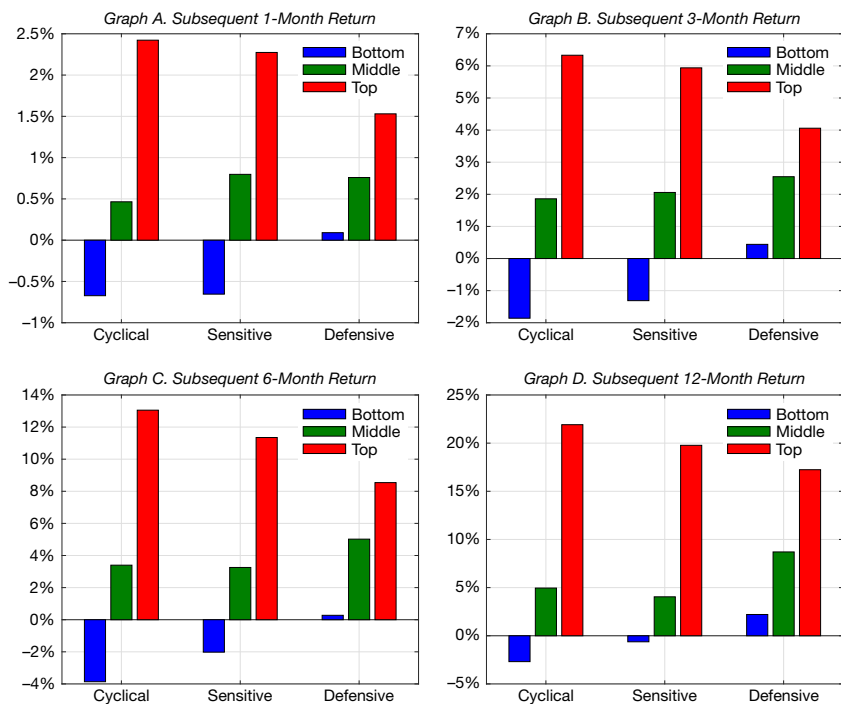 Graph A. Subsequent 1-Month Return
2.5%
2%
1.5%
1%
0.5%
0%
−0.5%
−1%
Bottom
Middle
Top
Cyclical Sensitive Defensive
Graph B. Subsequent 3-Month Return
7%
6%
5%
4%
3%
2%
1%
0%
−1%
−2%
Bottom
Middle
Top
Cyclical Sensitive Defensive
Graph C. Subsequent 6-Month Return
14%
12%
10%
8%
6%
4%
2%
0%
−2%
−4%
Bottom
Middle
Top
Cyclical Sensitive Defensive
Graph D. Subsequent 12-Month Return
25%
20%
15%
10%
5%
0%
−5%
Bottom
Middle
Top
Cyclical Sensitive Defensive